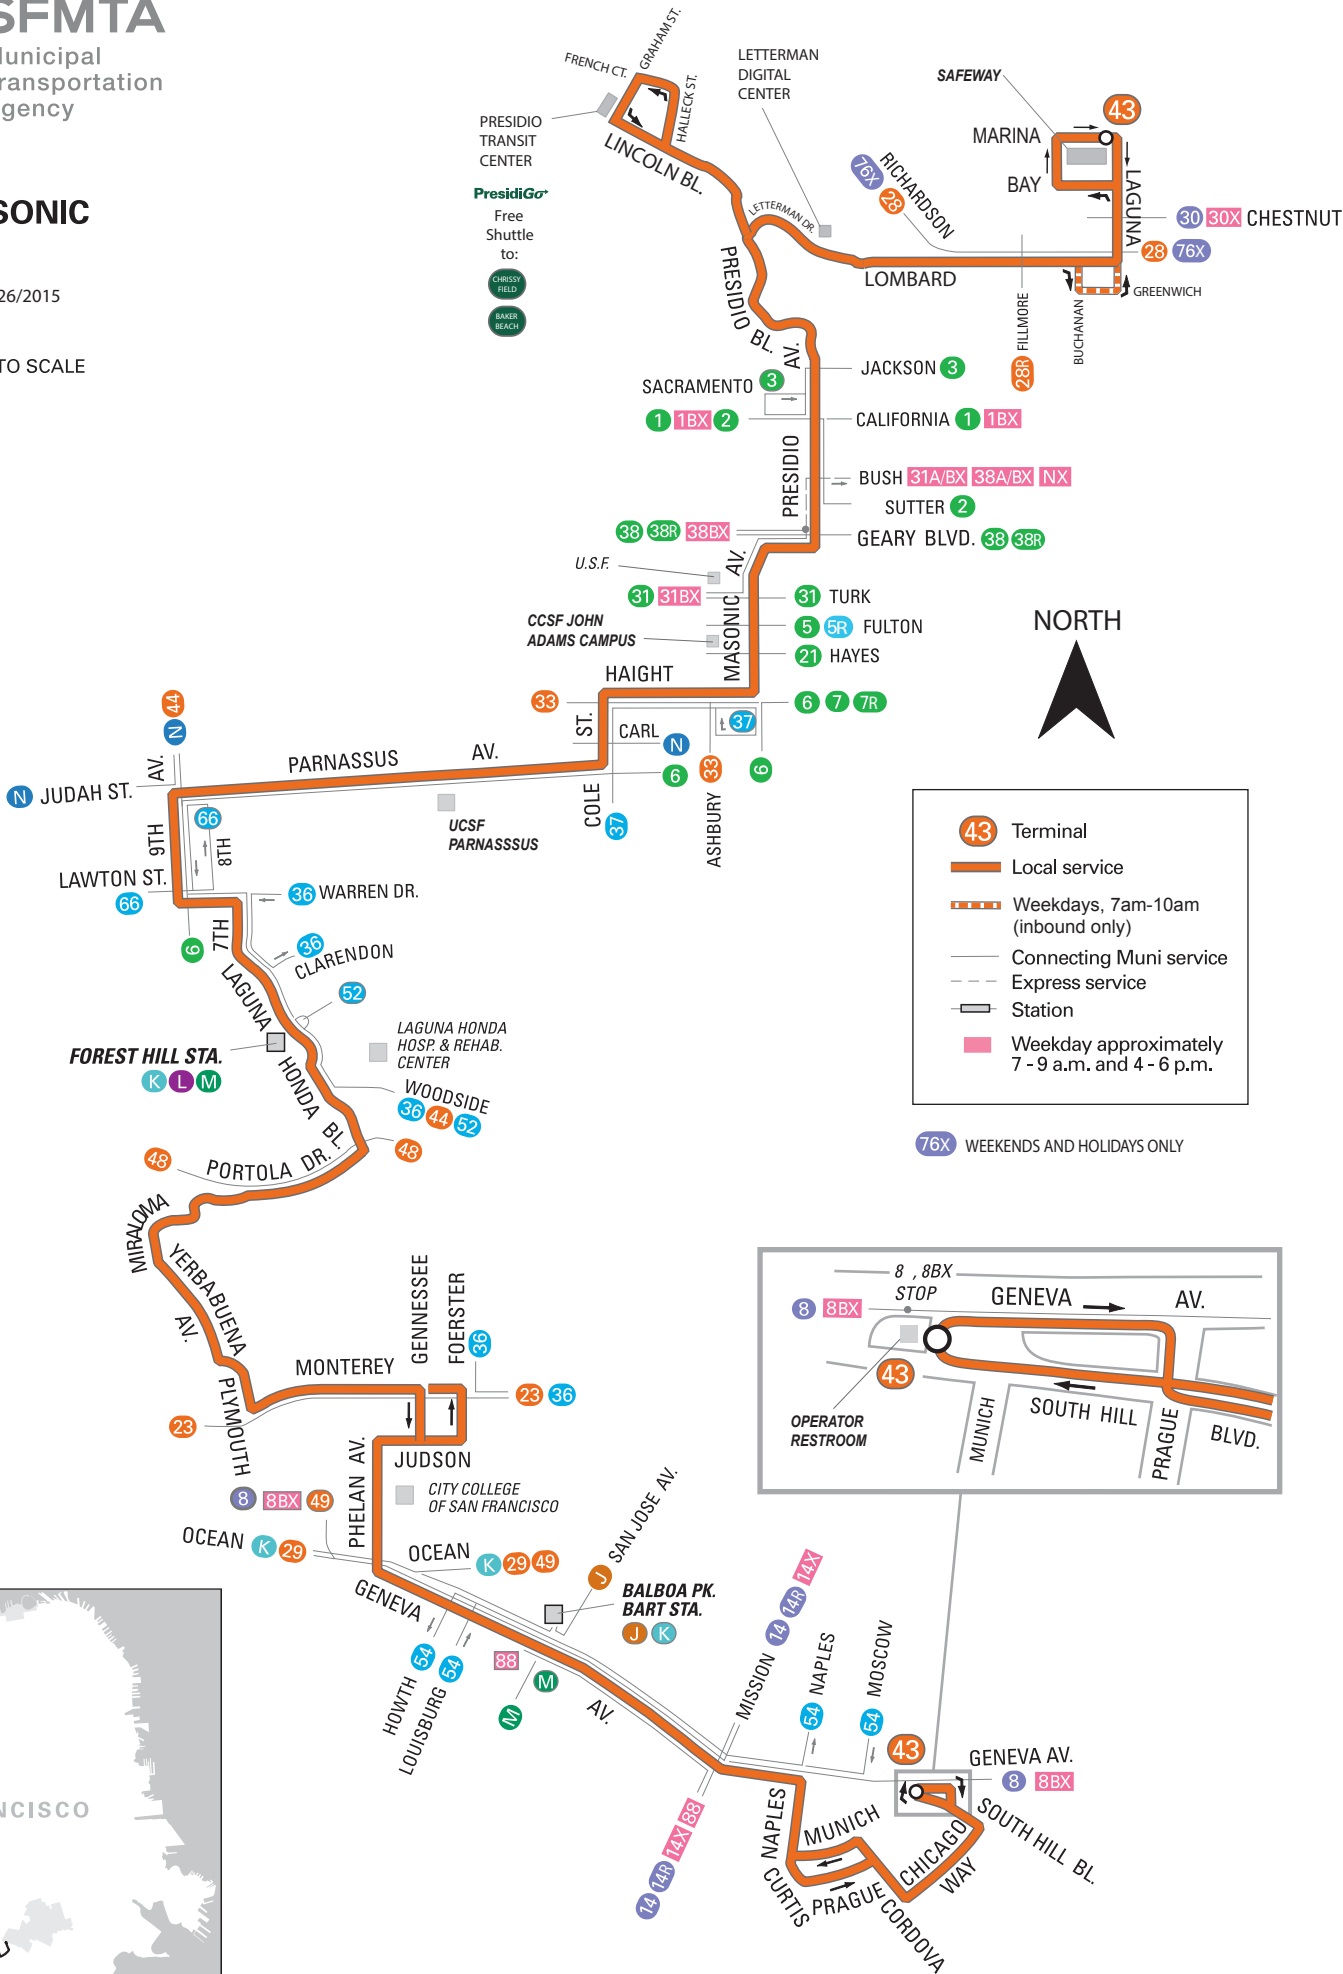 SFMTA
Municipal
Transportation
Agency
SONIC
26/2015
TO SCALE
FRENCH CT.
GRAHAM ST.
HALLECK ST.
PRESIDIO
TRANSIT
CENTER
PresidiGo
Free
Shuttle
to:
CHRISSY
FIELD
BAKER
BEACH
LINCOLN BL.
LETTERMAN
DIGITAL
CENTER
LETTERMAN DR.
SAFEWAY
43
MARINA
BAY
LAGUNA
76X
28
RICHARDSON
30 30X CHESTNUT
28 76X
LOMBARD
GREENWICH
BUCHANAN
28R FILLMORE
PRESIDIO BL.
AV.
JACKSON 3
SACRAMENTO 3
1 1BX 2
CALIFORNIA 1 1BX
PRESIDIO
BUSH 31A/BX 38A/BX NX
SUTTER 2
38 38R 38BX
GEARY BLVD. 38 38R
U.S.F.
AV.
31 31BX
31 TURK
CCSF JOHN
ADAMS CAMPUS
MASONIC
5 5R FULTON
21 HAYES
NORTH
HAIGHT
33
6 7 7R
37
ST.
CARL N
6
33
6
44
N
AV.
PARNASSUS AV.
N JUDAH ST.
COLE
37
ASHBURY
UCSF
PARNASSSUS
9TH
66
8TH
LAWTON ST.
66
36 WARREN DR.
6
7TH
36
CLARENDON
52
LAGUNA
HONDA
BL.
LAGUNA HONDA
HOSP. & REHAB.
CENTER
FOREST HILL STA.
K L M
WOODSIDE
36 44 52
48
48
PORTOLA DR.
MIRALOMA
YERBABUENA
AV.
43 Terminal
Local service
Weekdays, 7am-10am
(inbound only)
Connecting Muni service
Express service
Station
Weekday approximately
7 - 9 a.m. and 4 - 6 p.m.
76X WEEKENDS AND HOLIDAYS ONLY
GENNESSEE
FOERSTER
36
MONTEREY
23 36
23
PLYMOUTH
JUDSON
PHELAN AV.
CITY COLLEGE
OF SAN FRANCISCO
8 8BX 49
OCEAN K 29
OCEAN
K 29 49
GENEVA
AV.
J SAN JOSE AV.
BALBOA PK.
BART STA.
J K
HOWTH 54
LOUISBURG 54
88
M
M
MISSION 14 14R 14X
54 NAPLES
54 MOSCOW
43
GENEVA AV.
8 8BX
14 14R 14X 88
NAPLES
MUNICH
CURTIS
PRAGUE
CORDOVA
CHICAGO
WAY
SOUTH HILL BL.
8 , 8BX
STOP
GENEVA AV.
8 8BX
43
OPERATOR
RESTROOM
MUNICH
SOUTH HILL
PRAGUE
BLVD.
NCISCO